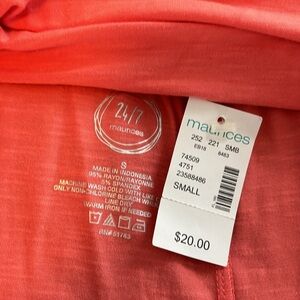 24/7
maurices
S
MADE IN INDONESIA
95% RAYON/RAYONNE
5% SPANDEX
MACHINE WASH COLD WITH LIKE
ONLY NON-CHLORINE BLEACH WHEN
LINE DRY
WARM IRON IF NEEDED
RN# 51743
maurices
252 221 SMB
EB18 8483
74509
4751
23588486
SMALL
$20.00